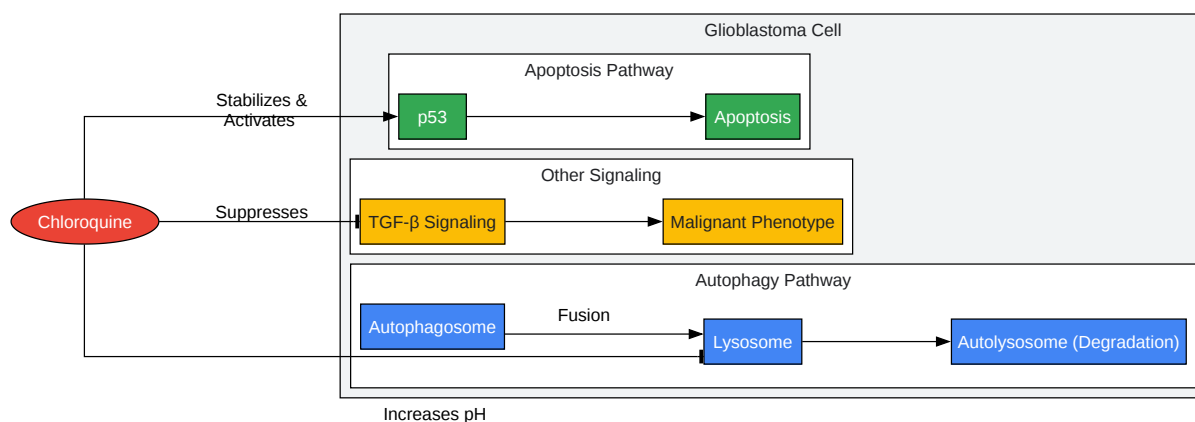 Glioblastoma Cell
Apoptosis Pathway
Stabilizes &
Activates
p53
Apoptosis
Other Signaling
Chloroquine
Suppresses
TGF-β Signaling
Malignant Phenotype
Autophagy Pathway
Autophagosome
Fusion
Lysosome
Autolysosome (Degradation)
Increases pH